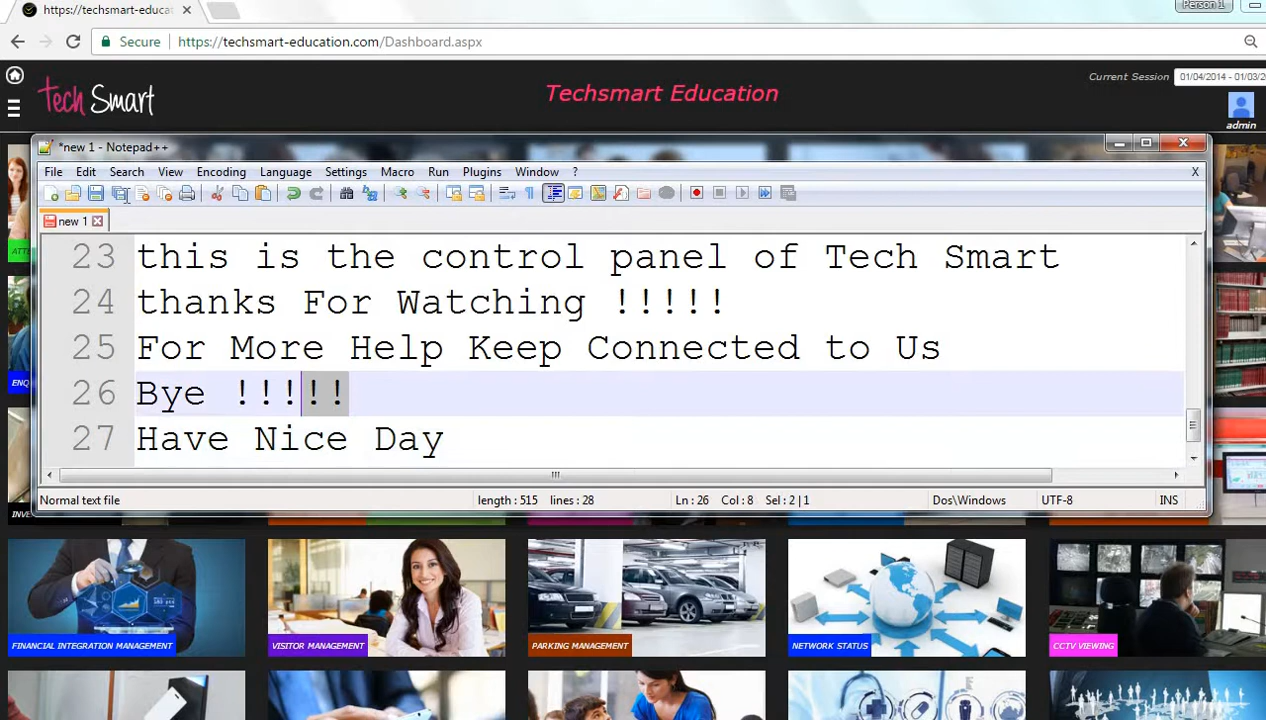 https://techsmart-educa
Person 1
Secure https://techsmart-education.com/Dashboard.aspx
tech Smart
Techsmart Education
Current Session 01/04/2014 - 01/03/2
admin
*new 1 - Notepad++
File Edit Search View Encoding Settings Language Macro Run Plugins Window ? X
new 1
23 this is the control panel of Tech Smart
24 thanks For Watching !!!!!
25 For More Help Keep Connected to Us
26 Bye !!!!!
27 Have Nice Day
Normal text file length : 515 lines : 28 Ln : 26 Col : 8 Sel : 2 | 1 Dos\Windows UTF-8 INS
FINANCIAL INTEGRATION MANAGEMENT
VISITOR MANAGEMENT
PARKING MANAGEMENT
NETWORK STATUS
CCTV VIEWING